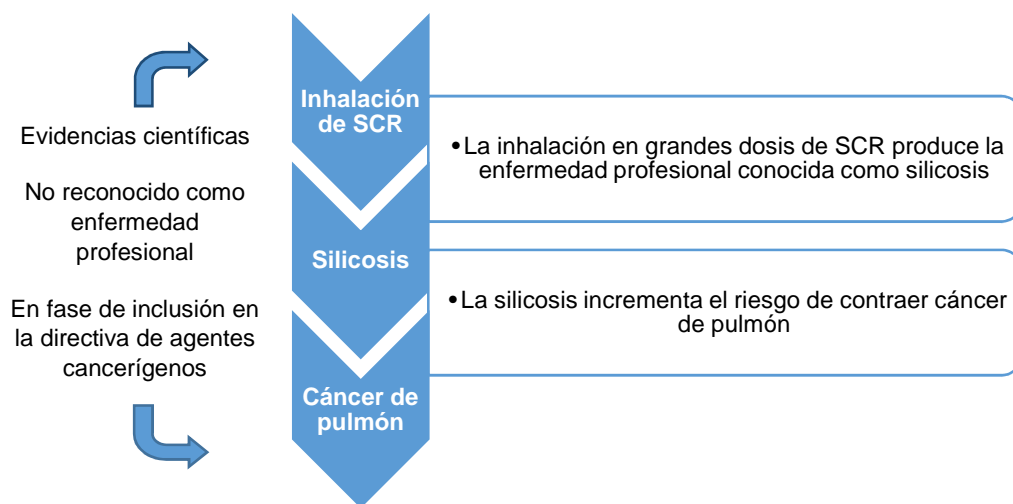 Evidencias científicas
No reconocido como
enfermedad
profesional
En fase de inclusión en
la directiva de agentes
cancerígenos
Inhalación
de SCR
•La inhalación en grandes dosis de SCR produce la
enfermedad profesional conocida como silicosis
Silicosis
•La silicosis incrementa el riesgo de contraer cáncer
de pulmón
Cáncer de
pulmón